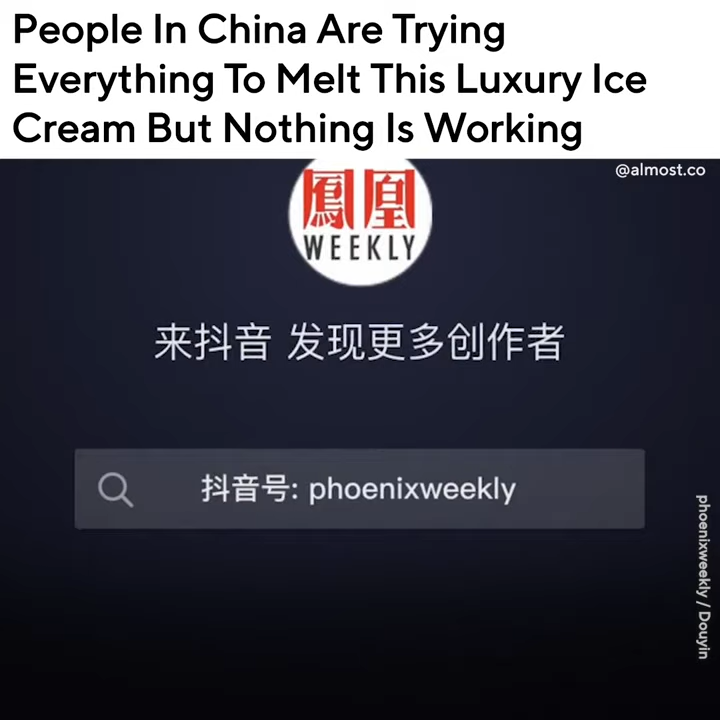 People In China Are Trying
Everything To Melt This Luxury Ice
Cream But Nothing Is Working
@almost.co
鳳凰
WEEKLY
来抖音 发现更多创作者
抖音号: phoenixweekly
phoenixweekly / Douyin